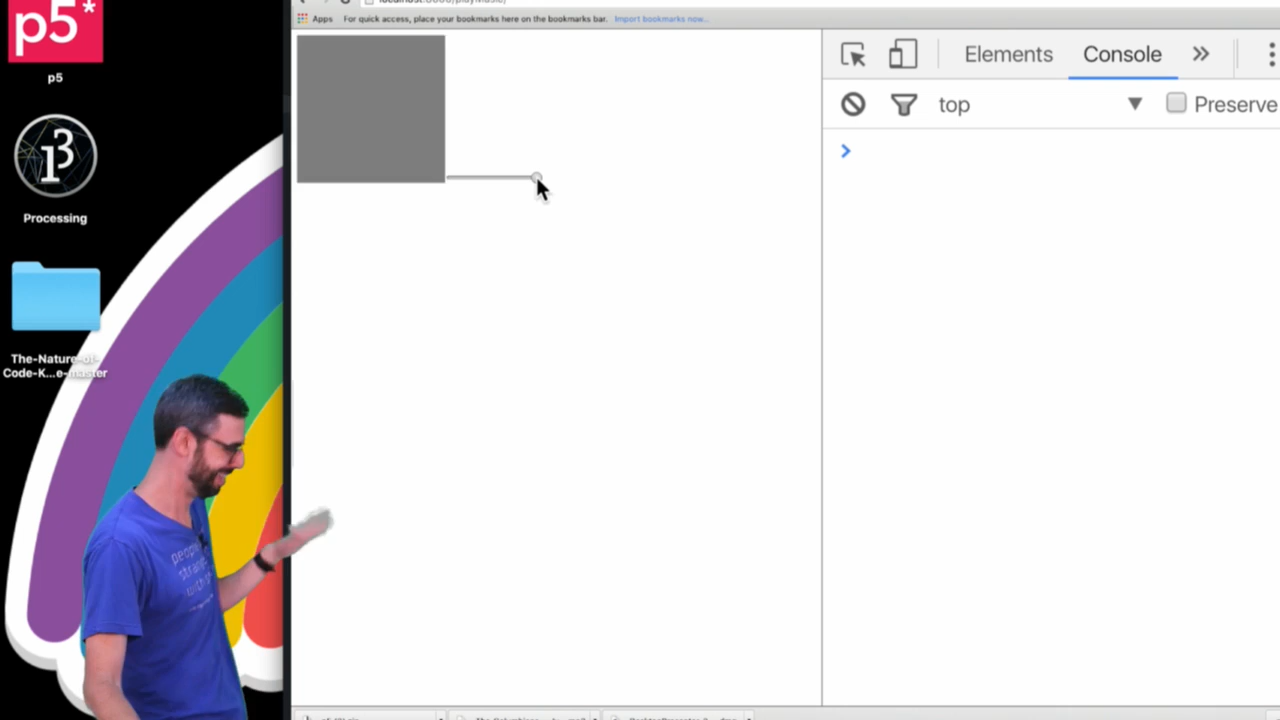 p5*
p5
Processing
The-Nature-of-
Code-K...e-master
Apps For quick access, place your bookmarks here on the bookmarks bar. Import bookmarks now...
Elements Console »
top ▼ Preserve
>
people